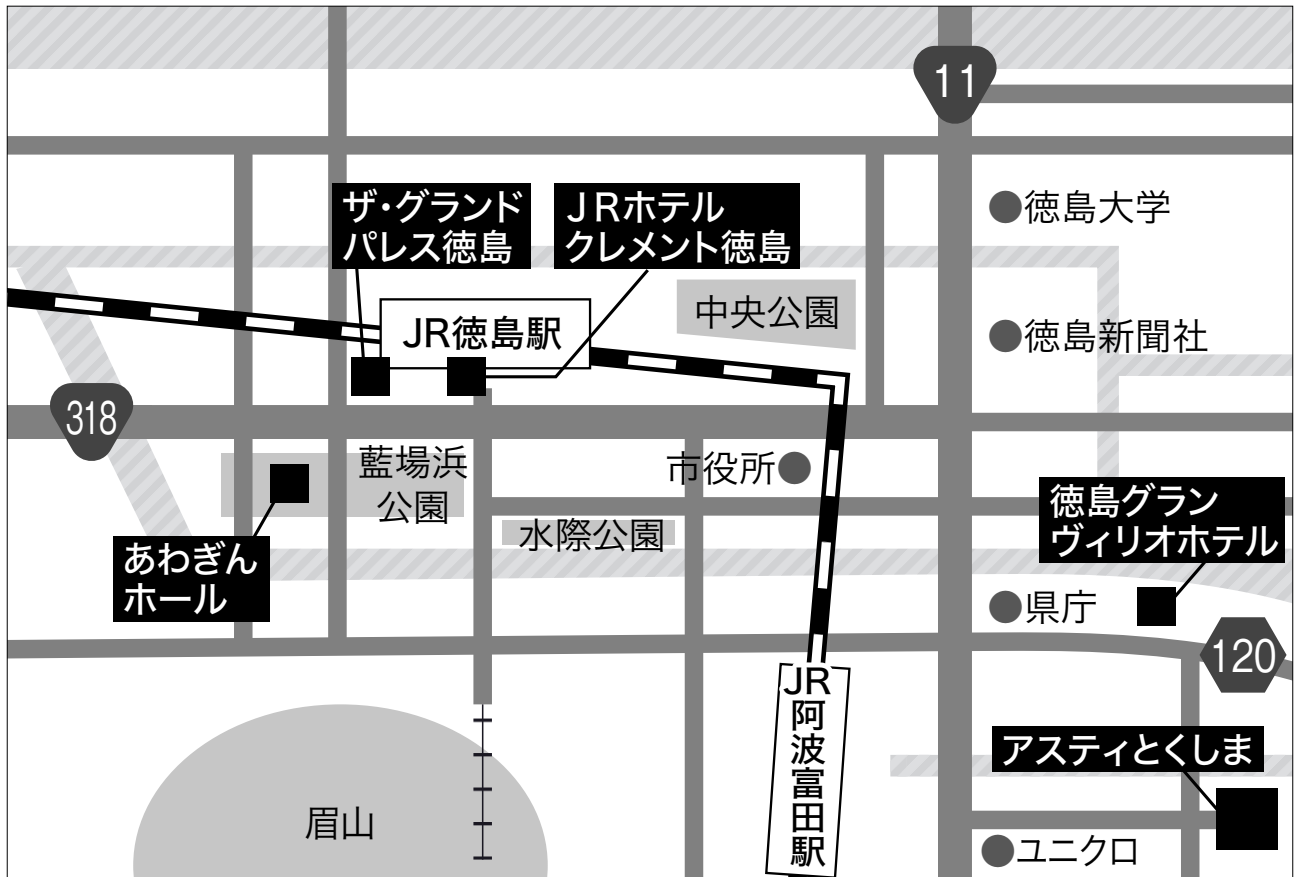 11
ザ・グランド
パレス徳島
JRホテル
クレメント徳島
徳島大学
中央公園
JR徳島駅
徳島新聞社
318
藍場浜
公園
市役所
水際公園
徳島グラン
ヴィリオホテル
あわぎん
ホール
県庁
120
JR
阿波富田駅
アスティとくしま
眉山
ユニクロ